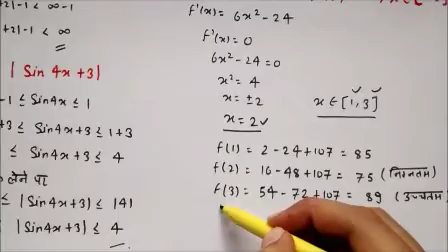 +2| -1 < ∞ -1
+2| -1 < ∞
| Sin 4x + 3 |
-1 ≤ Sin4x ≤ 1
+3 ≤ Sin4x + 3 ≤ 1+3
≤ Sin4x + 3 ≤ 4
लेने पर
≤ |Sin4x+3| ≤ |4|
|Sin4x+3| ≤ 4
f'(x) = 6x² - 24
f'(x) = 0
6x² - 24 = 0
x² = 4
x = ±2
x = 2 ✓
x ∈ [1, 3]
f(1) = 2 - 24 + 107 = 85
f(2) = 16 - 48 + 107 = 75 (निम्नतम)
f(3) = 54 - 72 + 107 = 89 (उच्चतम)